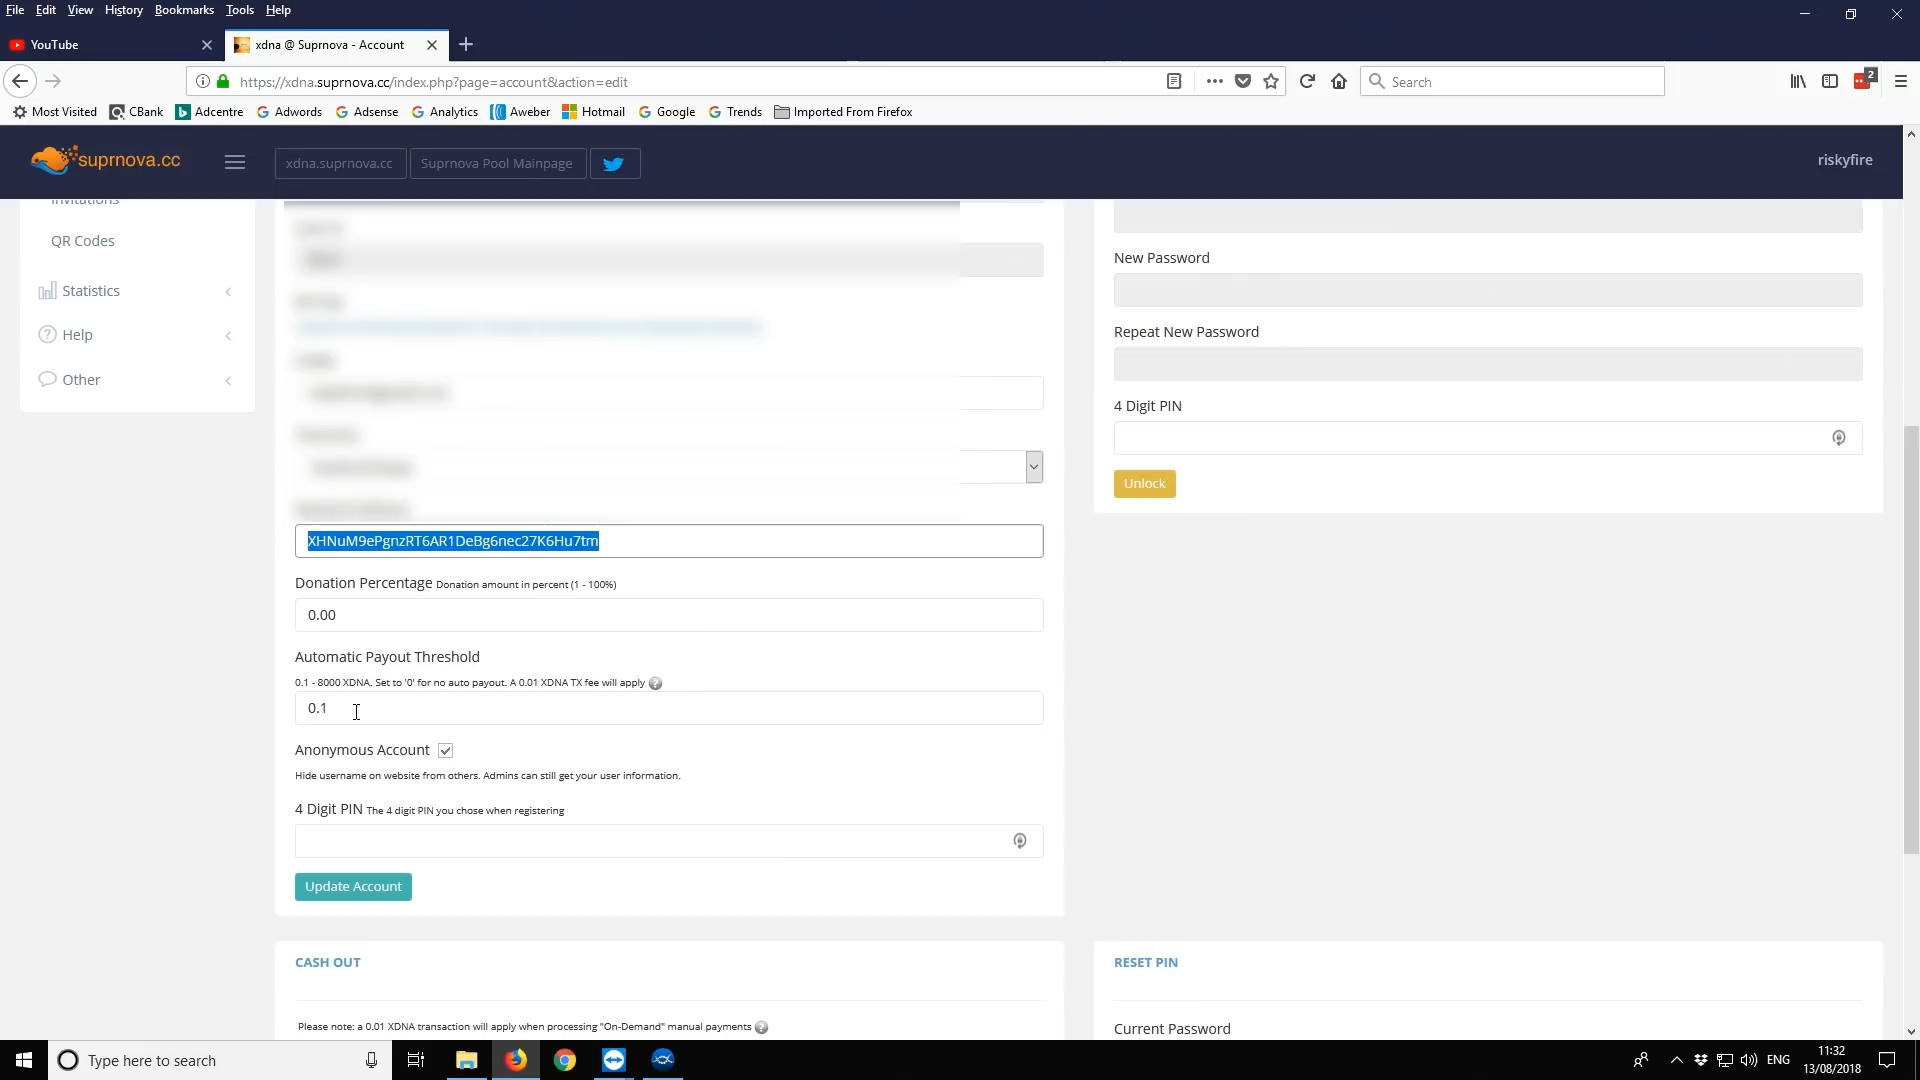 File Edit View History Bookmarks Tools Help
YouTube
xdna @ Suprnova - Account
https://xdna.suprnova.cc/index.php?page=account&action=edit
Search
2
Most Visited CBank Adcentre Adwords Adsense Analytics Aweber Hotmail Google Trends Imported From Firefox
suprnova.cc
xdna.suprnova.cc
Suprnova Pool Mainpage
riskyfire
Invitations
QR Codes
Statistics
Help
Other
XHNuM9ePgnzRT6AR1DeBg6nec27K6Hu7tm
Donation Percentage Donation amount in percent (1 - 100%)
0.00
Automatic Payout Threshold
0.1 - 8000 XDNA. Set to '0' for no auto payout. A 0.01 XDNA TX fee will apply
0.1
Anonymous Account
Hide username on website from others. Admins can still get your user information.
4 Digit PIN The 4 digit PIN you chose when registering
Update Account
CASH OUT
Please note: a 0.01 XDNA transaction will apply when processing "On-Demand" manual payments
New Password
Repeat New Password
4 Digit PIN
Unlock
RESET PIN
Current Password
Type here to search
ENG
11:32
13/08/2018